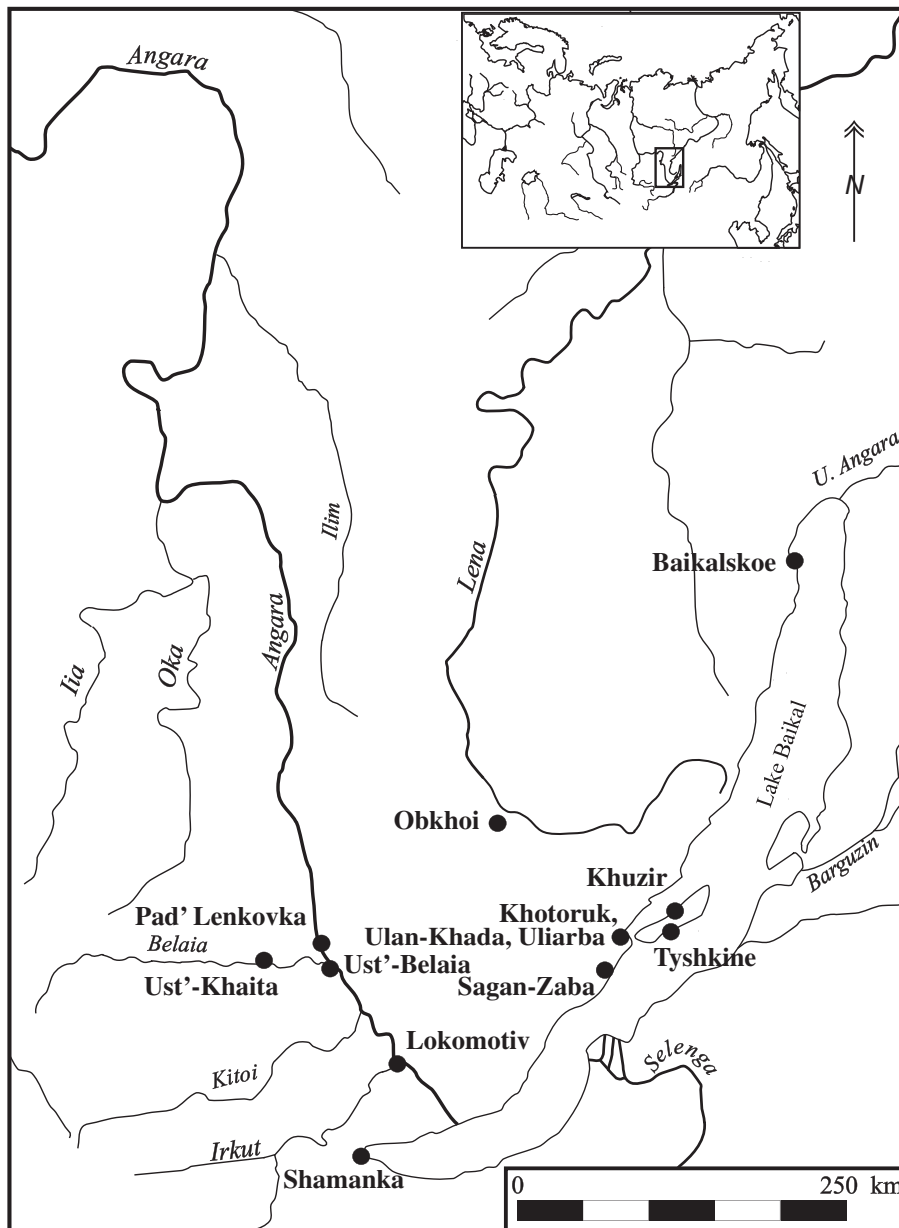 Angara
N
U. Angara
Ilim
Lena
Baikalskoe
Angara
Oka
Iia
Lake Baikal
Obkhoi
Barguzin
Khuzir
Pad' Lenkovka
Khotoruk,
Belaia
Ulan-Khada, Uliarba
Tyshkine
Ust'-Belaia
Ust'-Khaita
Sagan-Zaba
Lokomotiv
Selenga
Kitoi
Irkut
Shamanka
0 250 km